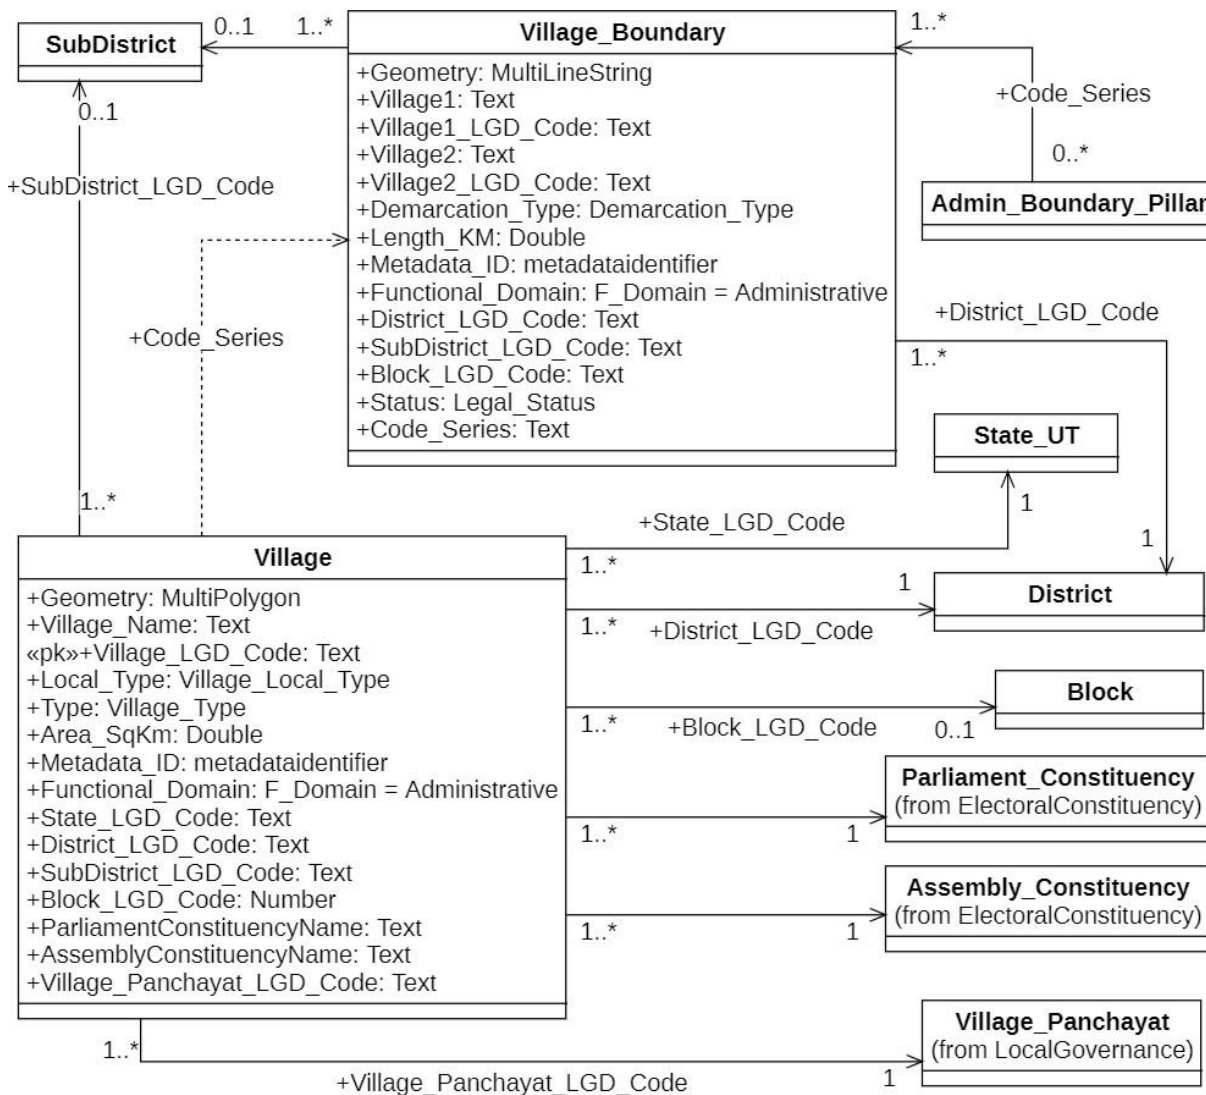 SubDistrict
0..1
1..*
Village_Boundary
+Geometry: MultiLineString
+Village1: Text
+Village1_LGD_Code: Text
+Village2: Text
+Village2_LGD_Code: Text
+Demarcation_Type: Demarcation_Type
+Length_KM: Double
+Metadata_ID: metadataidentifier
+Functional_Domain: F_Domain = Administrative
+District_LGD_Code: Text
+SubDistrict_LGD_Code: Text
+Block_LGD_Code: Text
+Status: Legal_Status
+Code_Series: Text
1..*
+Code_Series
0..*
Admin_Boundary_Pillar
0..1
+SubDistrict_LGD_Code
1..*
+Code_Series
+District_LGD_Code
1..*
1
State_UT
1
+State_LGD_Code
1..*
Village
+Geometry: MultiPolygon
+Village_Name: Text
«pk»+Village_LGD_Code: Text
+Local_Type: Village_Local_Type
+Type: Village_Type
+Area_SqKm: Double
+Metadata_ID: metadataidentifier
+Functional_Domain: F_Domain = Administrative
+State_LGD_Code: Text
+District_LGD_Code: Text
+SubDistrict_LGD_Code: Text
+Block_LGD_Code: Number
+ParliamentConstituencyName: Text
+AssemblyConstituencyName: Text
+Village_Panchayat_LGD_Code: Text
1
District
1..*
+District_LGD_Code
Block
1..*
+Block_LGD_Code
0..1
Parliament_Constituency
(from ElectoralConstituency)
1..*
1
Assembly_Constituency
(from ElectoralConstituency)
1..*
1
Village_Panchayat
(from LocalGovernance)
1..*
+Village_Panchayat_LGD_Code
1